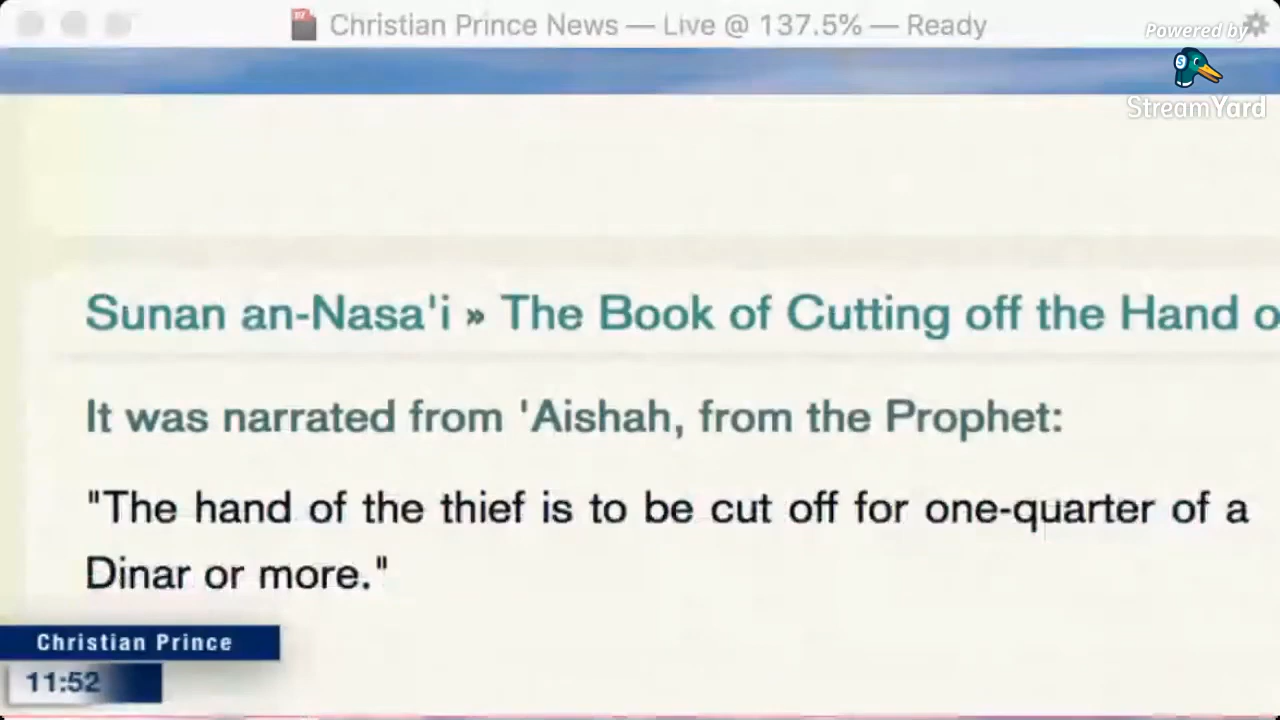 Christian Prince News — Live @ 137.5% — Ready
Powered by
StreamYard
Sunan an-Nasa'i » The Book of Cutting off the Hand o
It was narrated from 'Aishah, from the Prophet:
"The hand of the thief is to be cut off for one-quarter of a
Dinar or more."
Christian Prince
11:52